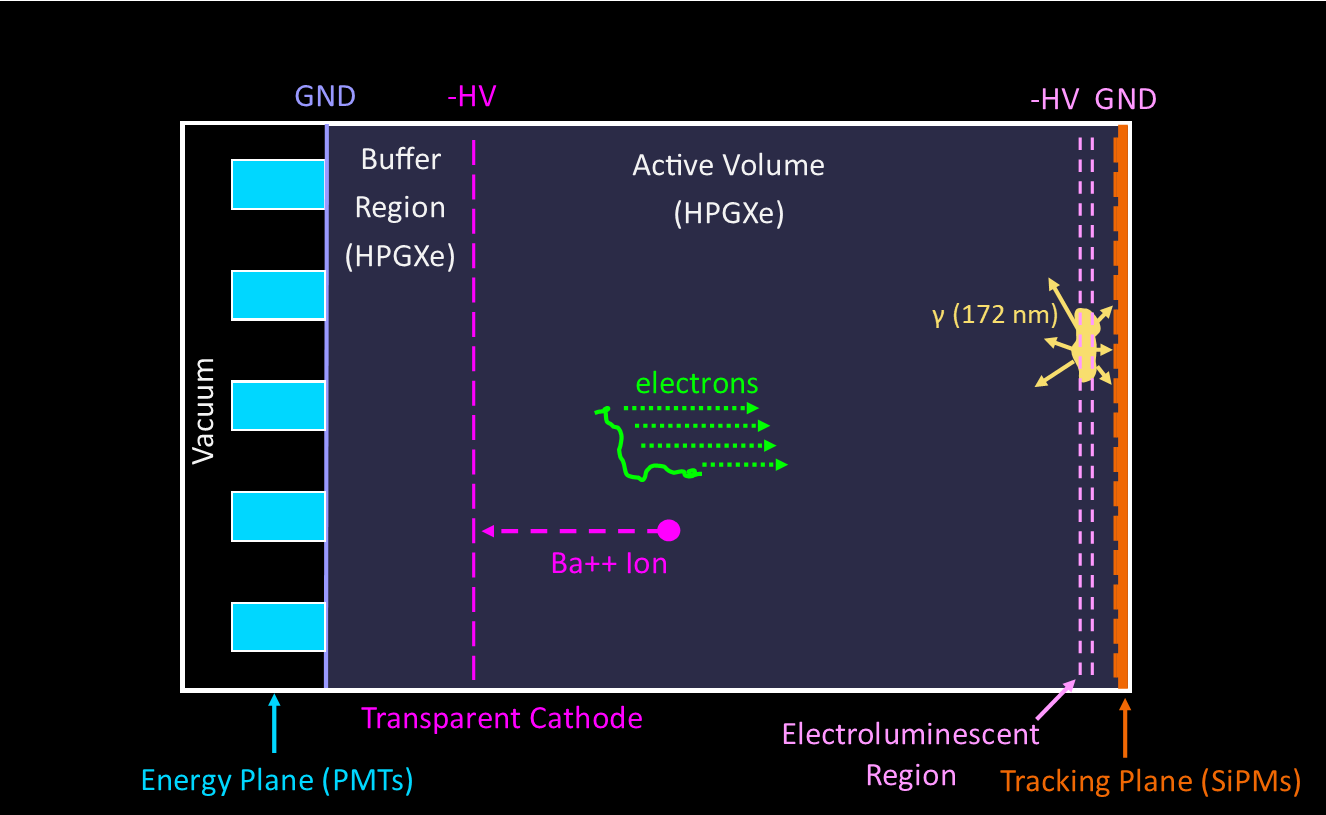 GND
-HV
-HV
GND
Buffer
Region
(HPGXe)
Active Volume
(HPGXe)
γ (172 nm)
Vacuum
electrons
Ba++ Ion
Transparent Cathode
Electroluminescent
Region
Energy Plane (PMTs)
Tracking Plane (SiPMs)